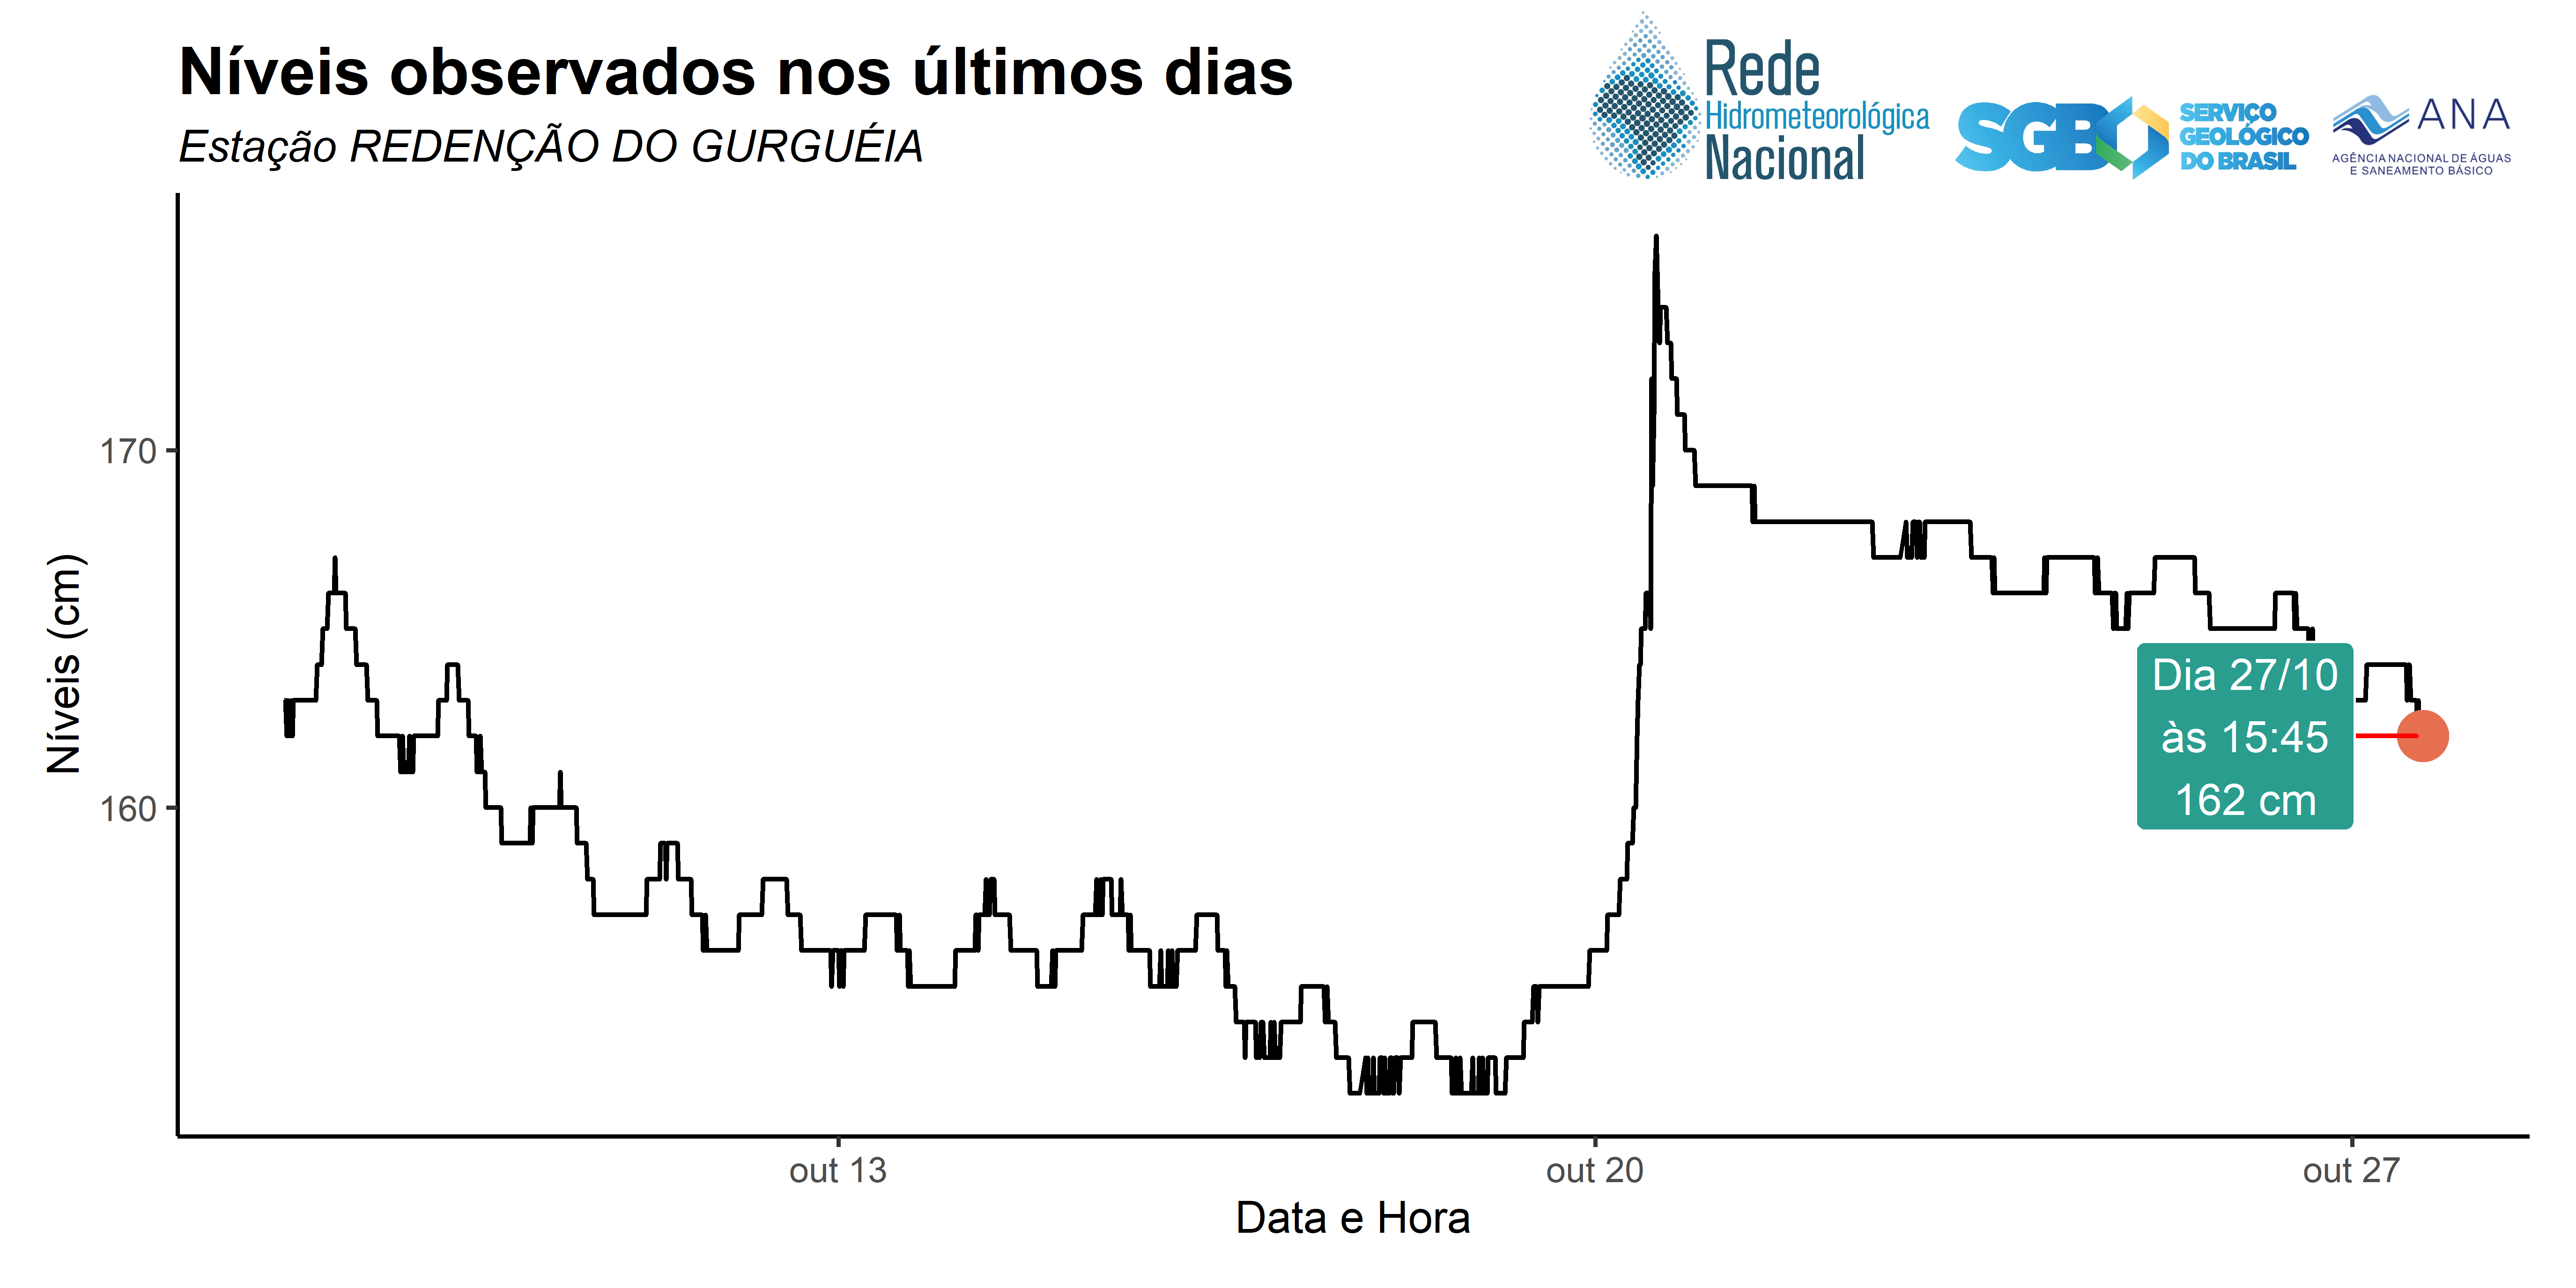 Níveis observados nos últimos dias
Estação REDENÇÃO DO GURGUÉIA
Rede
Hidrometeorológica
Nacional
SGB
SERVIÇO
GEOLÓGICO
DO BRASIL
ANA
AGÊNCIA NACIONAL DE ÁGUAS
E SANEAMENTO BÁSICO
Níveis (cm)
170
160
Dia 27/10
às 15:45
162 cm
out 13
out 20
out 27
Data e Hora